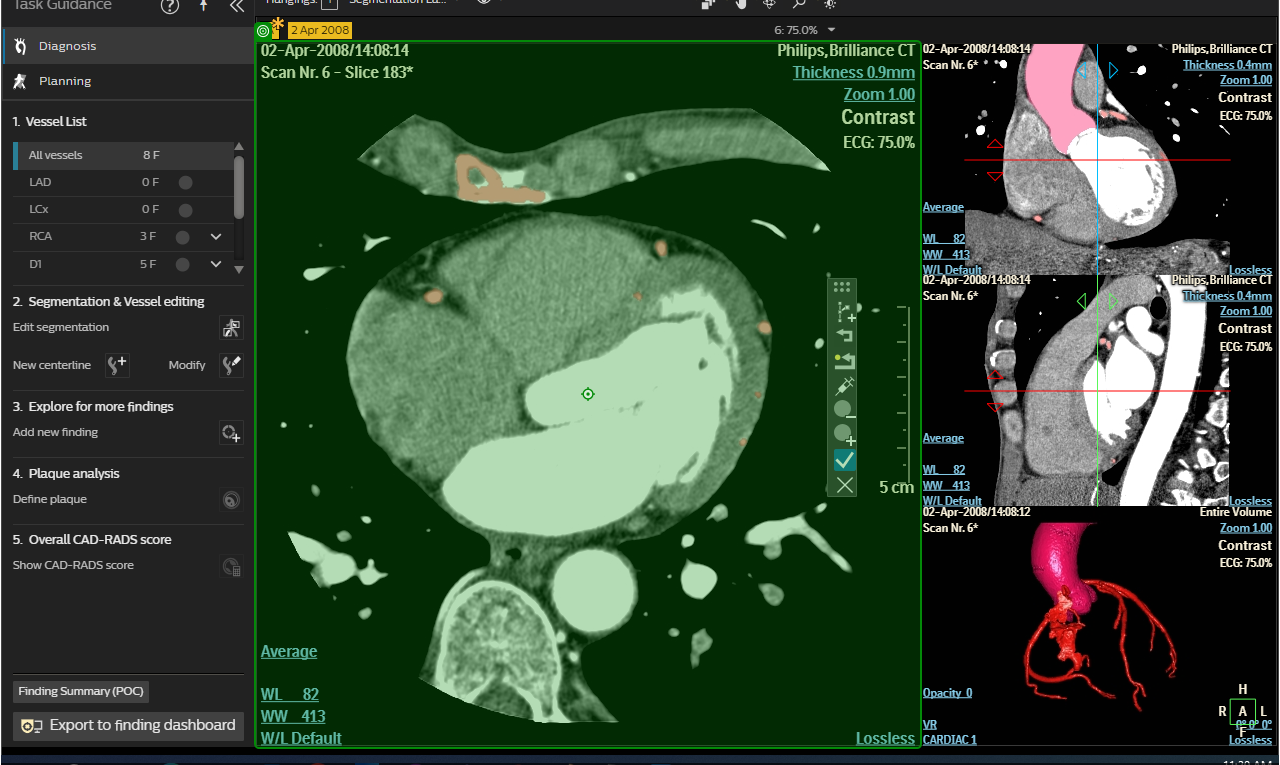 Task Guidance
Diagnosis
Planning
1. Vessel List
All vessels 8 F
LAD 0 F
LCx 0 F
RCA 3 F
D1 5 F
2. Segmentation & Vessel editing
Edit segmentation
New centerline Modify
3. Explore for more findings
Add new finding
4. Plaque analysis
Define plaque
5. Overall CAD-RADS score
Show CAD-RADS score
Finding Summary (POC)
Export to finding dashboard
Hangings: 1
2 Apr 2008
6: 75.0%
02-Apr-2008/14:08:14
Scan Nr. 6 - Slice 183*
Philips,Brilliance CT
Thickness 0.9mm
Zoom 1.00
Contrast
ECG: 75.0%
5 cm
Average
WL 82
WW 413
W/L Default
Lossless
02-Apr-2008/14:08:14
Scan Nr. 6*
Philips,Brilliance CT
Thickness 0.4mm
Zoom 1.00
Contrast
ECG: 75.0%
Average
WL 82
WW 413
W/L Default
Lossless
02-Apr-2008/14:08:14
Scan Nr. 6*
Philips,Brilliance CT
Thickness 0.4mm
Zoom 1.00
Contrast
ECG: 75.0%
Average
WL 82
WW 413
W/L Default
Lossless
02-Apr-2008/14:08:12
Scan Nr. 6*
Entire Volume
Zoom 1.00
Contrast
ECG: 75.0%
Opacity 0
VR
CARDIAC 1
H
R A L
F
0° 0° 0°
Lossless